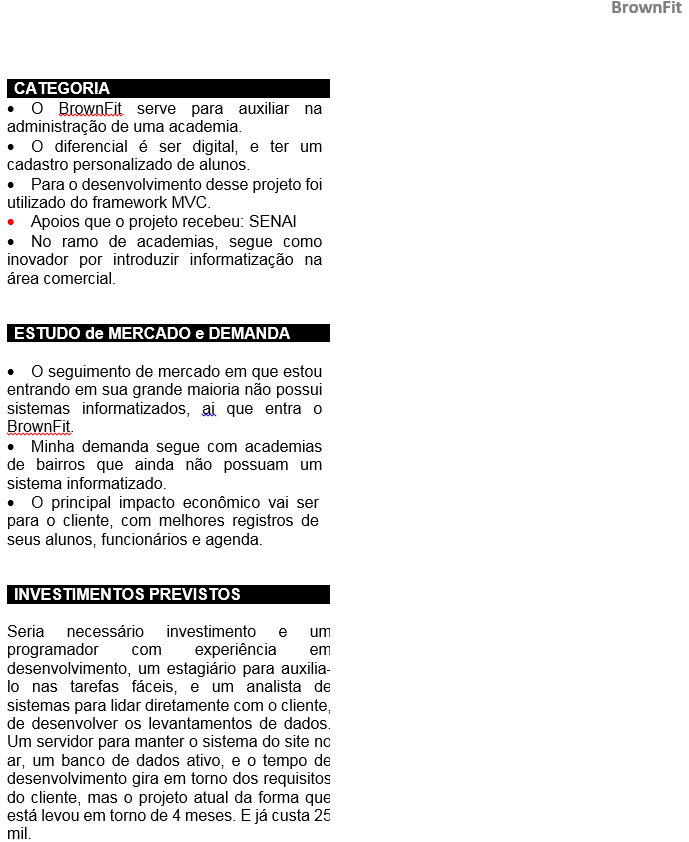 BrownFit
CATEGORIA
• O BrownFit serve para auxiliar na
administração de uma academia.
• O diferencial é ser digital, e ter um
cadastro personalizado de alunos.
• Para o desenvolvimento desse projeto foi
utilizado do framework MVC.
• Apoios que o projeto recebeu: SENAI
• No ramo de academias, segue como
inovador por introduzir informatização na
área comercial.
ESTUDO de MERCADO e DEMANDA
• O seguimento de mercado em que estou
entrando em sua grande maioria não possui
sistemas informatizados, ai que entra o
BrownFit.
• Minha demanda segue com academias
de bairros que ainda não possuam um
sistema informatizado.
• O principal impacto econômico vai ser
para o cliente, com melhores registros de
seus alunos, funcionários e agenda.
INVESTIMENTOS PREVISTOS
Seria necessário investimento e um
programador com experiência em
desenvolvimento, um estagiário para auxilia-
lo nas tarefas fáceis, e um analista de
sistemas para lidar diretamente com o cliente,
de desenvolver os levantamentos de dados.
Um servidor para manter o sistema do site no
ar, um banco de dados ativo, e o tempo de
desenvolvimento gira em torno dos requisitos
do cliente, mas o projeto atual da forma que
está levou em torno de 4 meses. E já custa 25
mil.